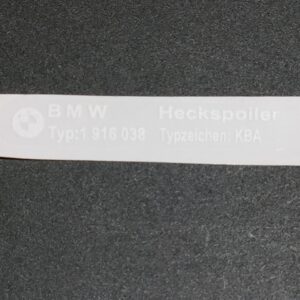 BMW Heckspoiler
Typ:1 916 038 Typzeichen: KBA